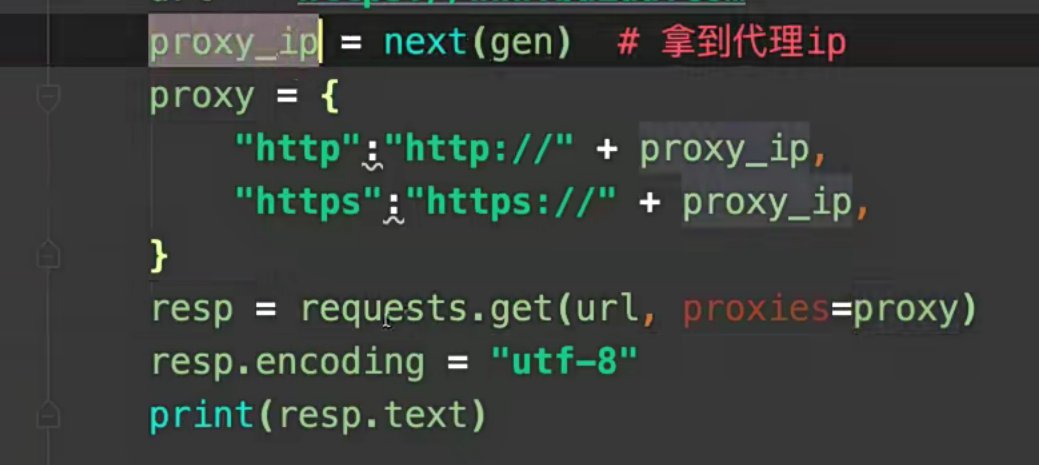 proxy_ip = next(gen)  # 拿到代理ip
proxy = {
"http":"http://" + proxy_ip,
"https":"https://" + proxy_ip,
}
resp = requests.get(url, proxies=proxy)
resp.encoding = "utf-8"
print(resp.text)